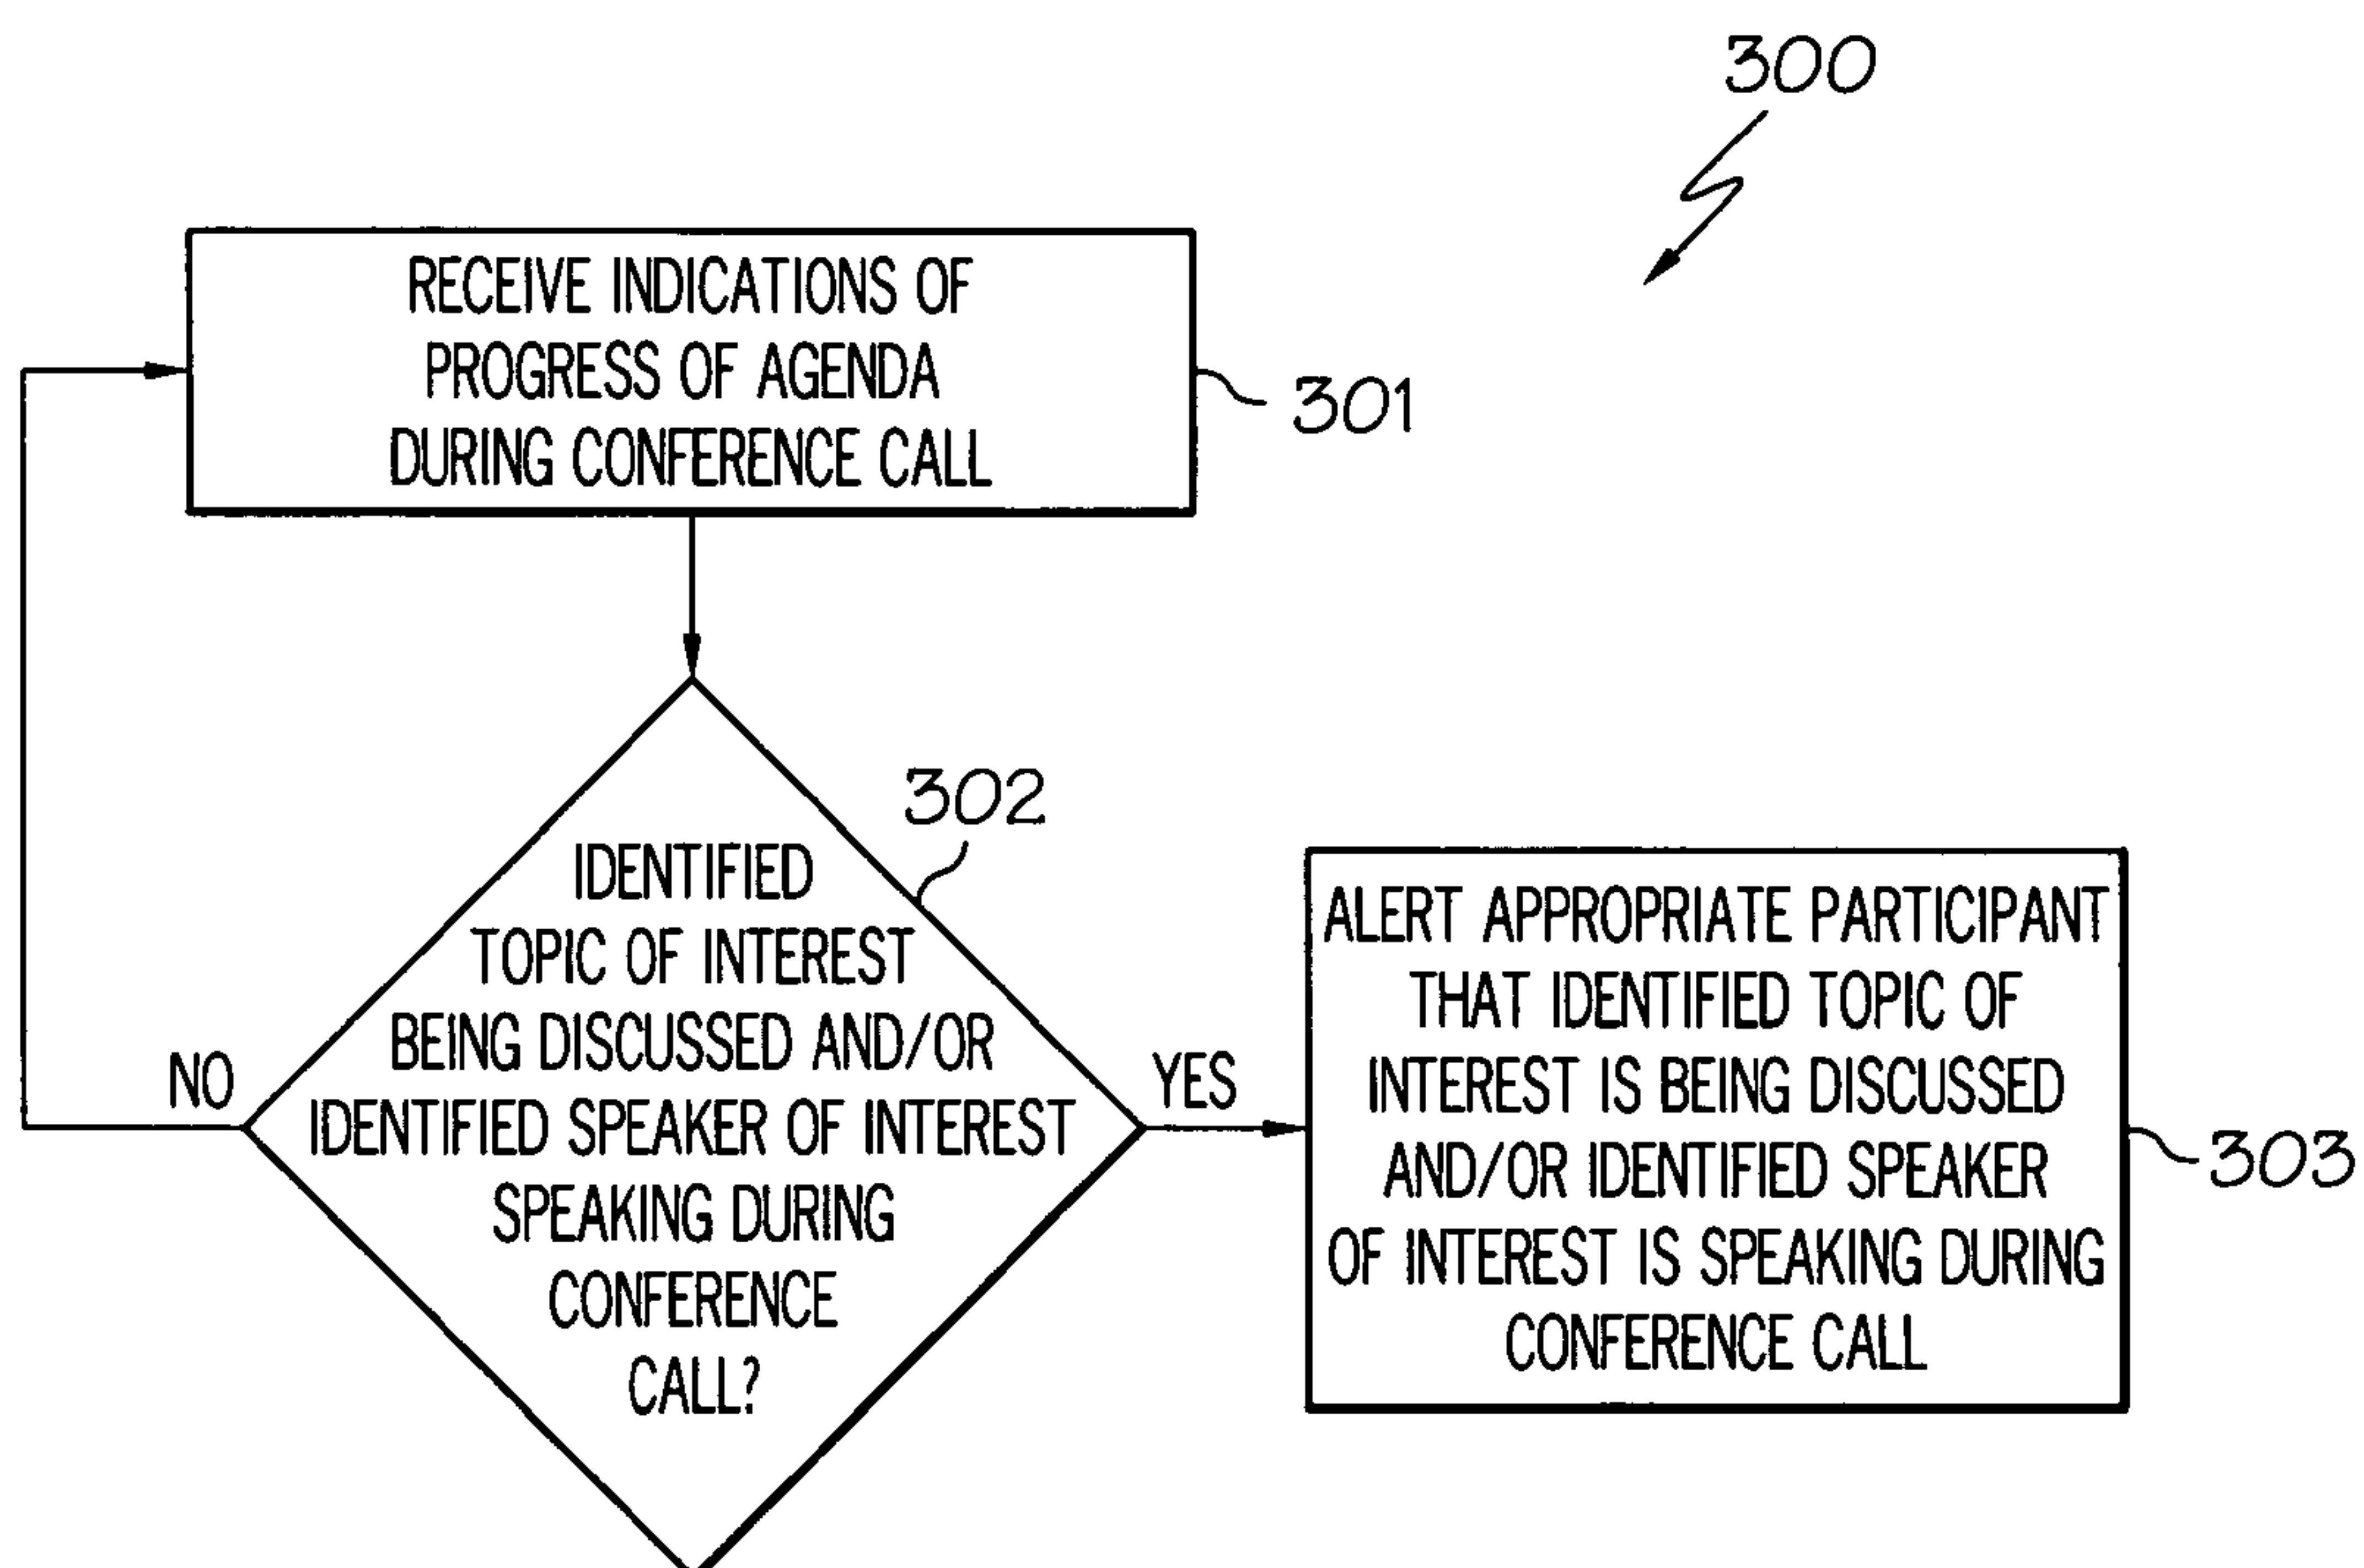 300
RECEIVE INDICATIONS OF
PROGRESS OF AGENDA
DURING CONFERENCE CALL
301
302
IDENTIFIED
TOPIC OF INTEREST
BEING DISCUSSED AND/OR
IDENTIFIED SPEAKER OF INTEREST
SPEAKING DURING
CONFERENCE
CALL?
NO
YES
ALERT APPROPRIATE PARTICIPANT
THAT IDENTIFIED TOPIC OF
INTEREST IS BEING DISCUSSED
AND/OR IDENTIFIED SPEAKER
OF INTEREST IS SPEAKING DURING
CONFERENCE CALL
303